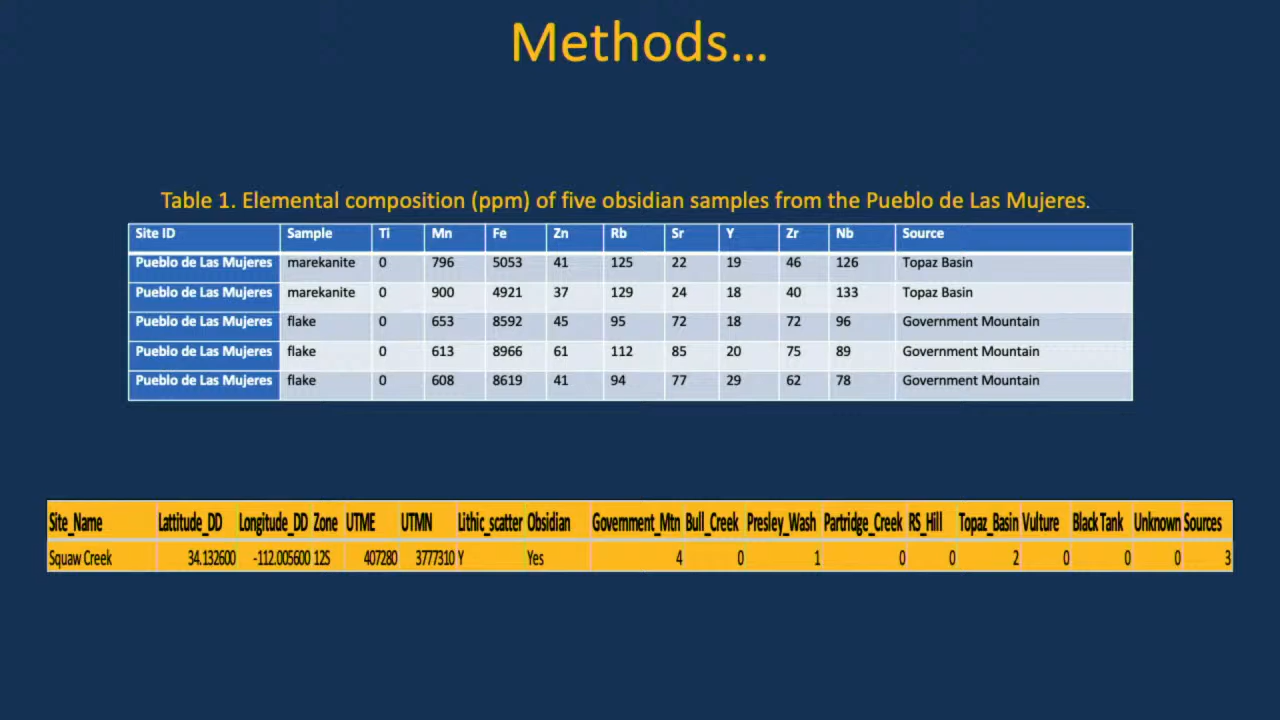 Methods...
Table 1. Elemental composition (ppm) of five obsidian samples from the Pueblo de Las Mujeres.
Site ID Sample Ti Mn Fe Zn Rb Sr Y Zr Nb Source
Pueblo de Las Mujeres marekanite 0 796 5053 41 125 22 19 46 126 Topaz Basin
Pueblo de Las Mujeres marekanite 0 900 4921 37 129 24 18 40 133 Topaz Basin
Pueblo de Las Mujeres flake 0 653 8592 45 95 72 18 72 96 Government Mountain
Pueblo de Las Mujeres flake 0 613 8966 61 112 85 20 75 89 Government Mountain
Pueblo de Las Mujeres flake 0 608 8619 41 94 77 29 62 78 Government Mountain
Site_Name Lattitude_DD Longitude_DD Zone UTME UTMN Lithic_scatter Obsidian Government_Mtn Bull_Creek Presley_Wash Partridge_Creek RS_Hill Topaz_Basin Vulture Black Tank Unknown Sources
Squaw Creek 34.132600 -112.005600 12S 407280 3777310 Y Yes 4 0 1 0 0 2 0 0 0 3